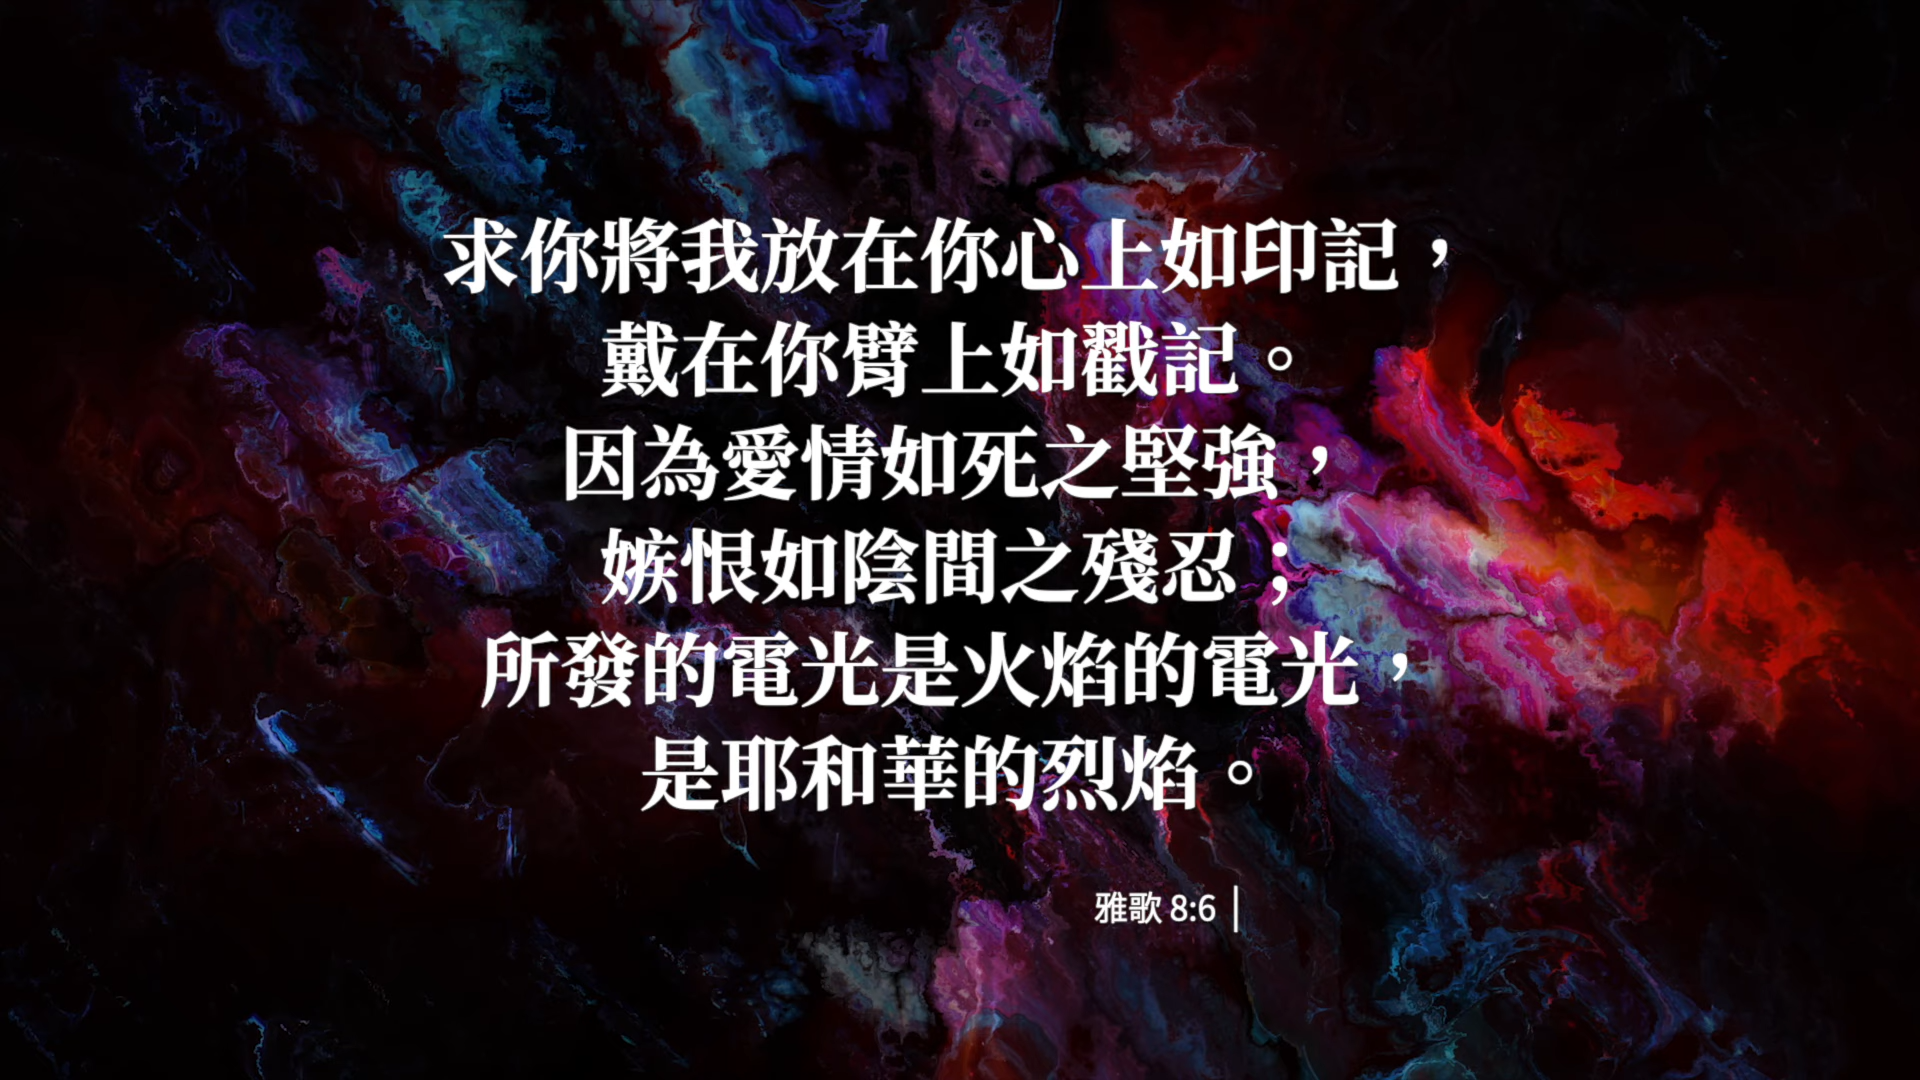 求你將我放在你心上如印記，
戴在你臂上如戳記。
因為愛情如死之堅強，
嫉恨如陰間之殘忍；
所發的電光是火焰的電光，
是耶和華的烈焰。
雅歌 8:6